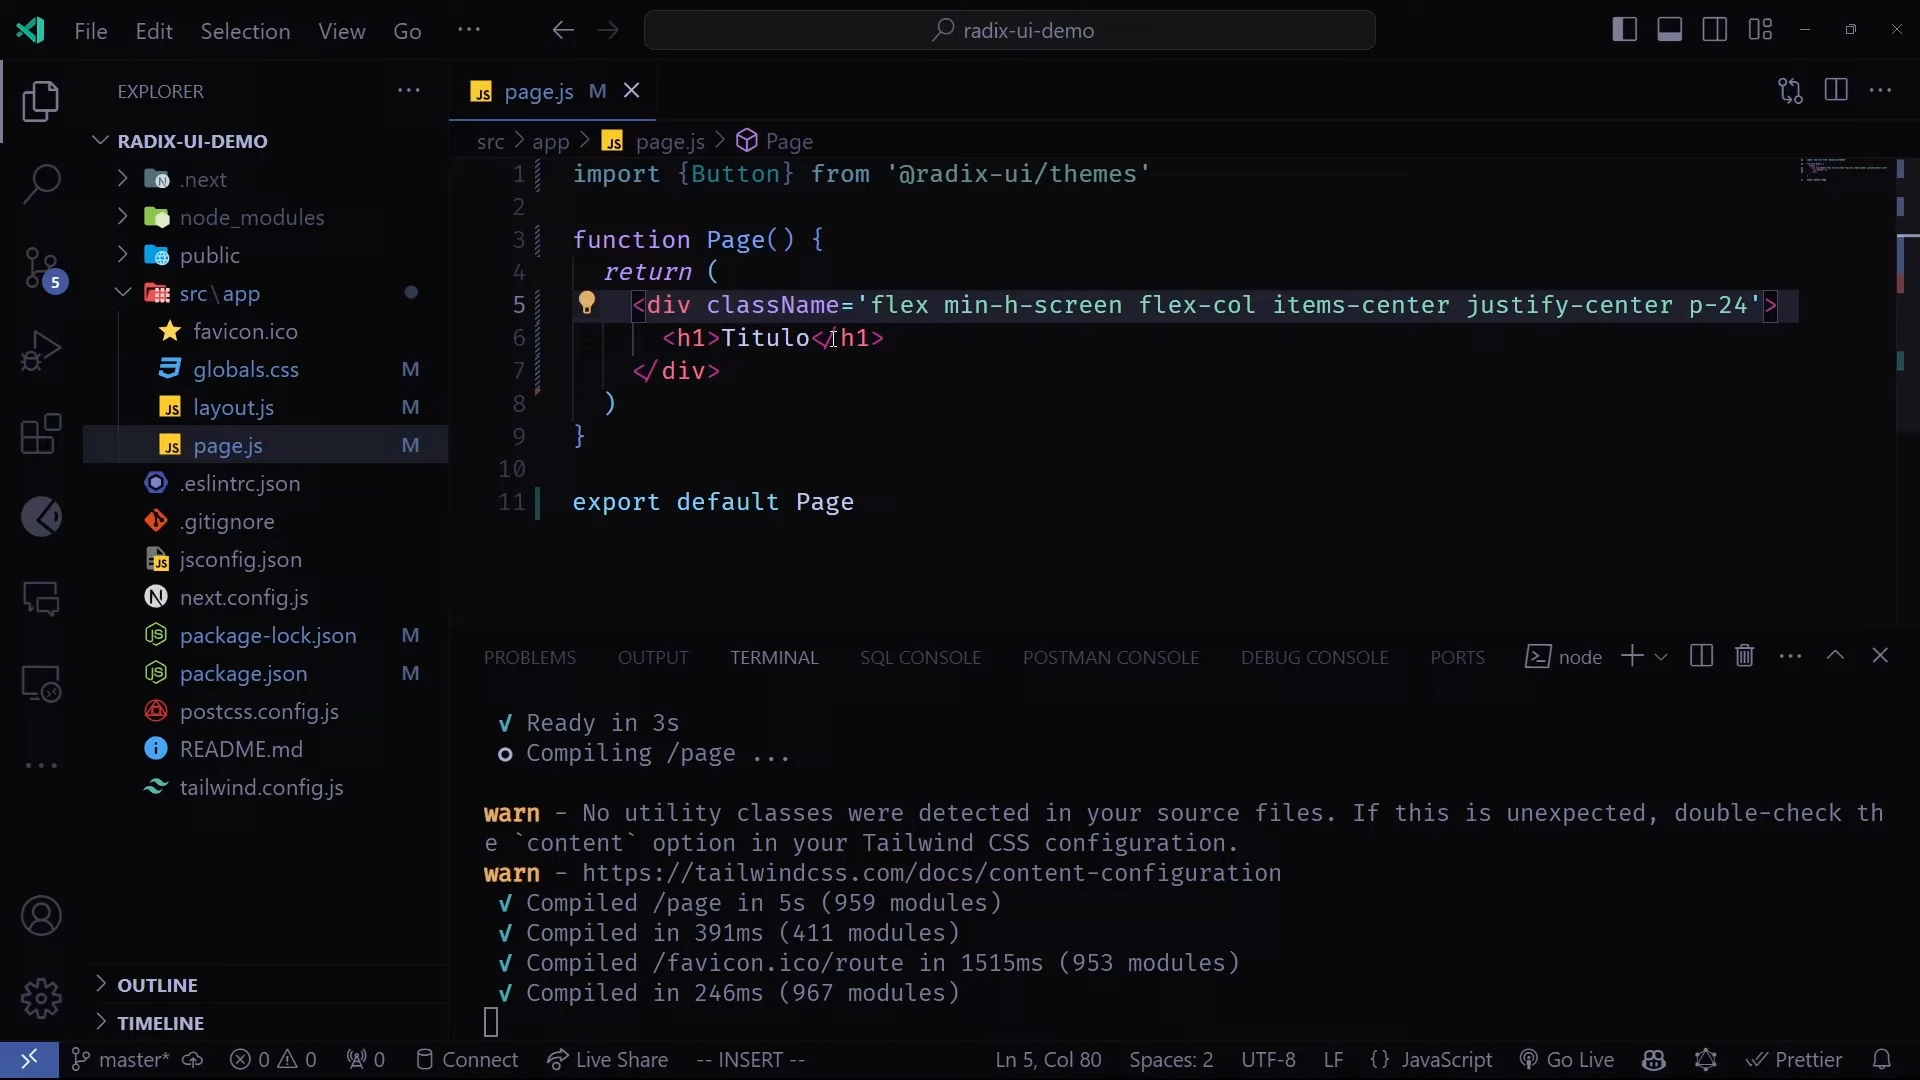 File Edit Selection View Go ··· radix-ui-demo
EXPLORER ···
RADIX-UI-DEMO
.next
node_modules
public
src\app
favicon.ico
globals.css M
layout.js M
page.js M
.eslintrc.json
.gitignore
jsconfig.json
next.config.js
package-lock.json M
package.json M
postcss.config.js
README.md
tailwind.config.js
OUTLINE
TIMELINE
5
JS page.js M
src > app > JS page.js > Page
1 import {Button} from '@radix-ui/themes'
2
3 function Page() {
4 return (
5 <div className='flex min-h-screen flex-col items-center justify-center p-24'>
6 <h1>Titulo</h1>
7 </div>
8 )
9 }
10
11 export default Page
PROBLEMS OUTPUT TERMINAL SQL CONSOLE POSTMAN CONSOLE DEBUG CONSOLE PORTS node
√ Ready in 3s
○ Compiling /page ...
warn - No utility classes were detected in your source files. If this is unexpected, double-check th
e `content` option in your Tailwind CSS configuration.
warn - https://tailwindcss.com/docs/content-configuration
√ Compiled /page in 5s (959 modules)
√ Compiled in 391ms (411 modules)
√ Compiled /favicon.ico/route in 1515ms (953 modules)
√ Compiled in 246ms (967 modules)
master* 0 0 0 Connect Live Share -- INSERT -- Ln 5, Col 80 Spaces: 2 UTF-8 LF {} JavaScript Go Live Prettier